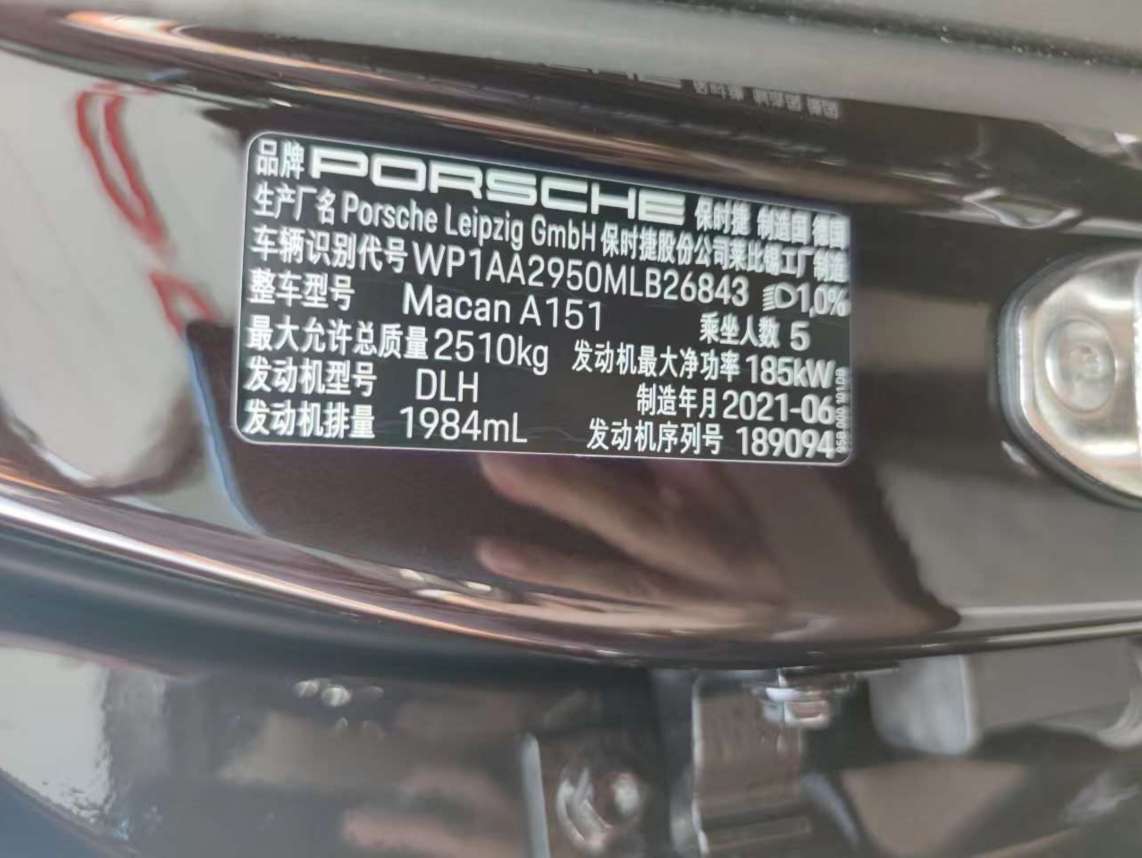 品牌 PORSCHE 保时捷 制造国 德国
生产厂名 Porsche Leipzig GmbH 保时捷股份公司莱比锡工厂制造
车辆识别代号 WP1AA2950MLB26843 1,0%
整车型号 Macan A151 乘坐人数 5
最大允许总质量 2510kg 发动机最大净功率 185kW
发动机型号 DLH 制造年月 2021-06
发动机排量 1984mL 发动机序列号 189094